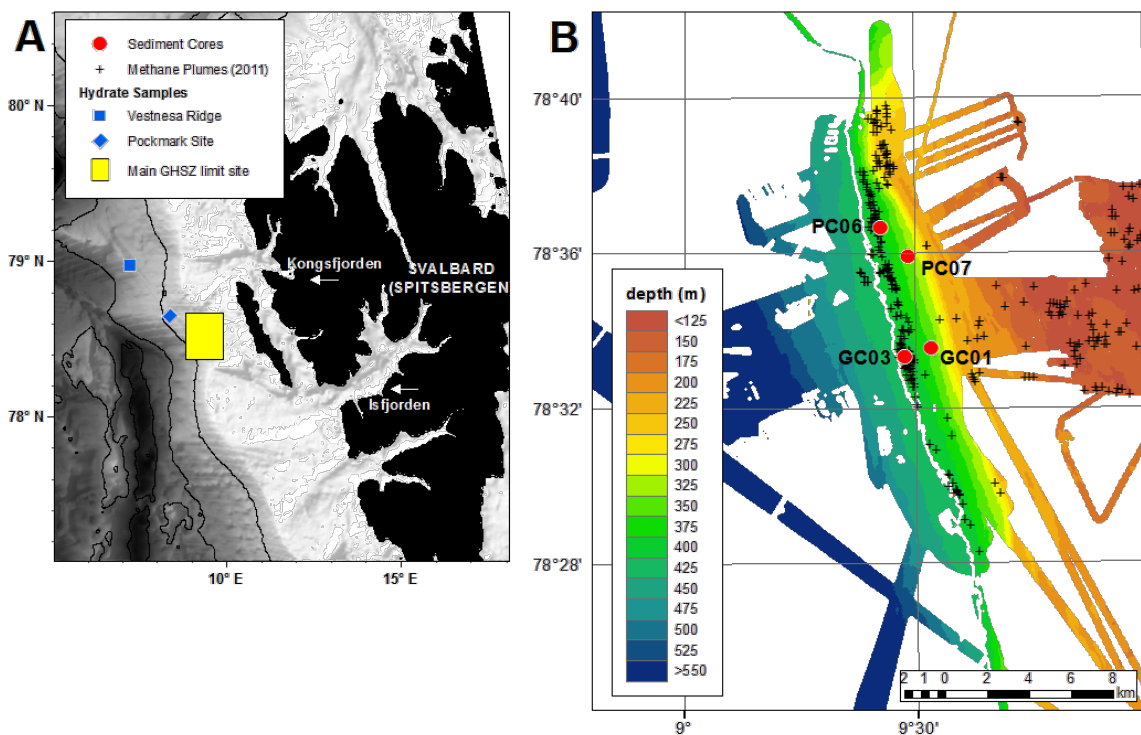 A
Sediment Cores
Methane Plumes (2011)
Hydrate Samples
Vestnesa Ridge
Pockmark Site
Main GHSZ limit site
80° N
79° N
78° N
Kongsfjorden
SVALBARD
(SPITSBERGEN
Isfjorden
10° E
15° E
B
78°40'
78°36'
78°32'
78°28'
PC06
PC07
GC03
GC01
depth (m)
<125
150
175
200
225
250
275
300
325
350
375
400
425
450
475
500
525
>550
2 1 0 2 4 6 8
km
9°
9°30'